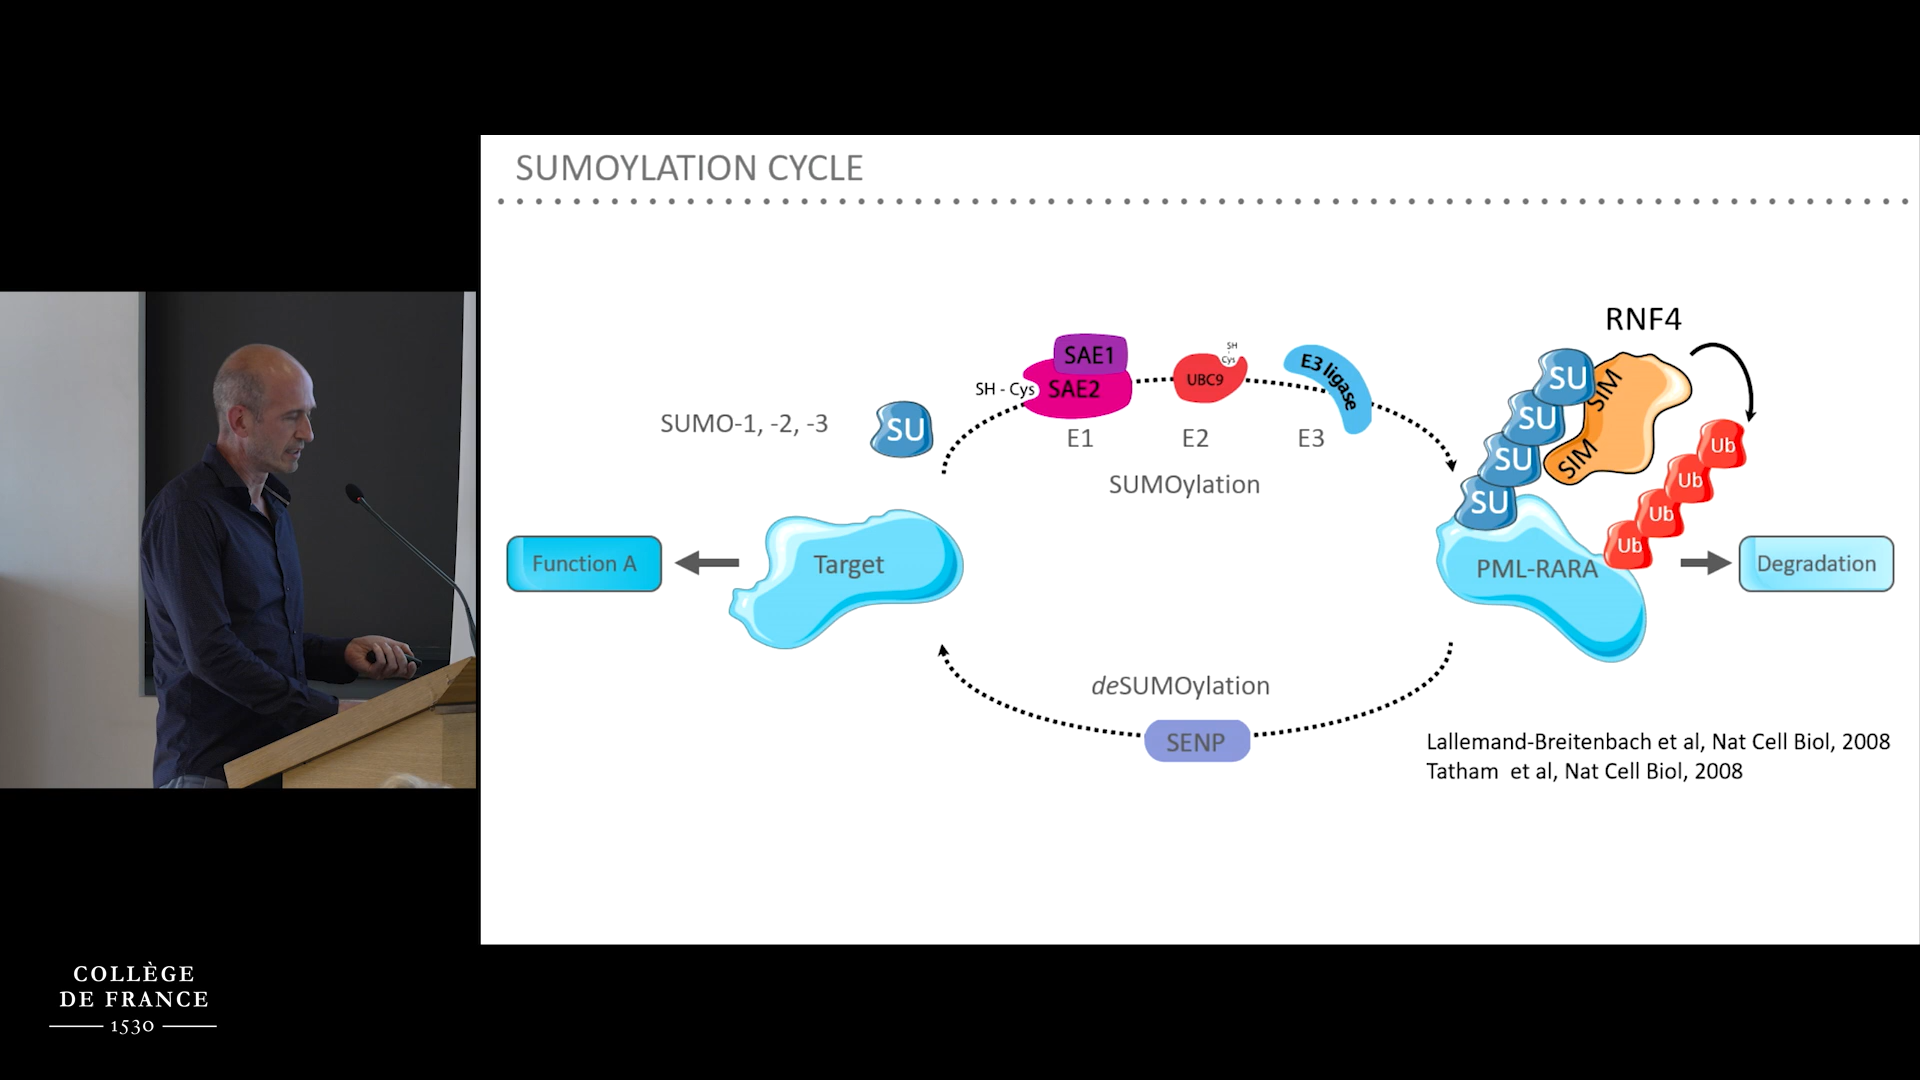 SUMOYLATION CYCLE
RNF4
SAE1
SH - Cys
SAE2
SH
Cys
UBC9
E3 ligase
SUMO-1, -2, -3
SU
E1
E2
E3
SUMOylation
SU
SU
SU
SU
SIM
SIM
Ub
Ub
Ub
Ub
Function A
Target
PML-RARA
Degradation
deSUMOylation
SENP
Lallemand-Breitenbach et al, Nat Cell Biol, 2008
Tatham et al, Nat Cell Biol, 2008
COLLÈGE
DE FRANCE
1530